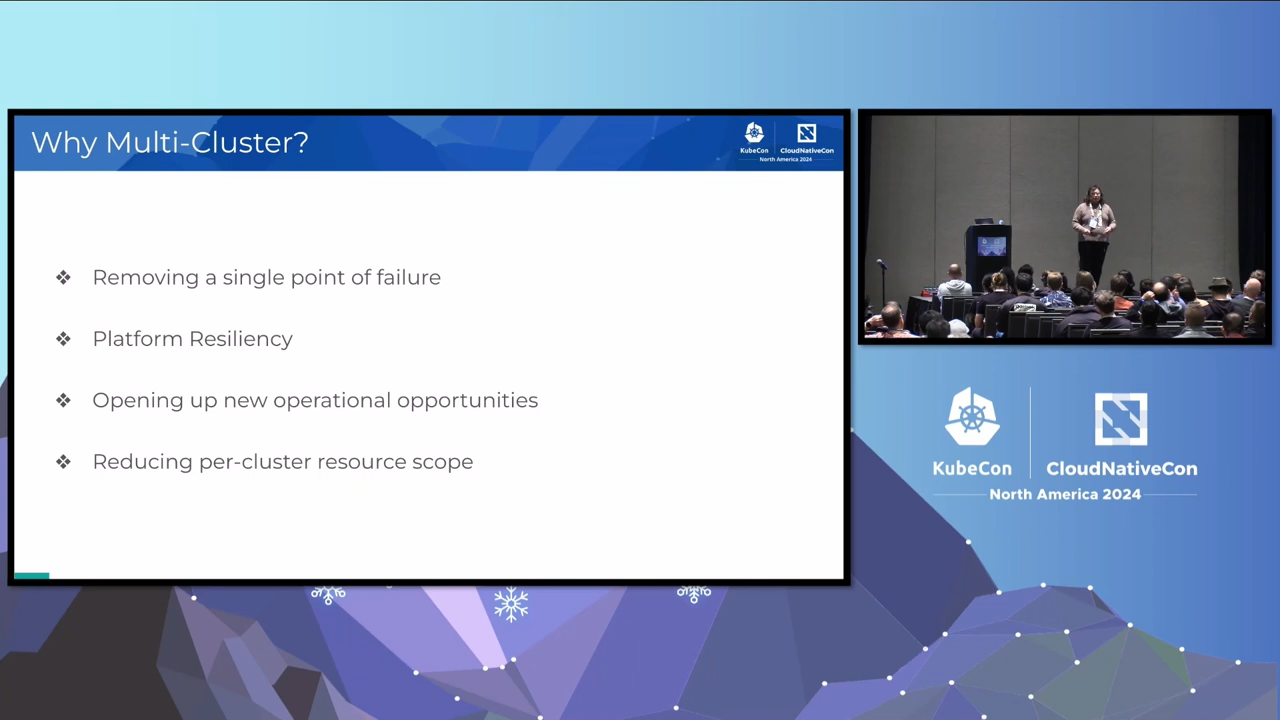 Why Multi-Cluster?
KubeCon
CloudNativeCon
North America 2024
❖ Removing a single point of failure
❖ Platform Resiliency
❖ Opening up new operational opportunities
❖ Reducing per-cluster resource scope
KubeCon
CloudNativeCon
North America 2024